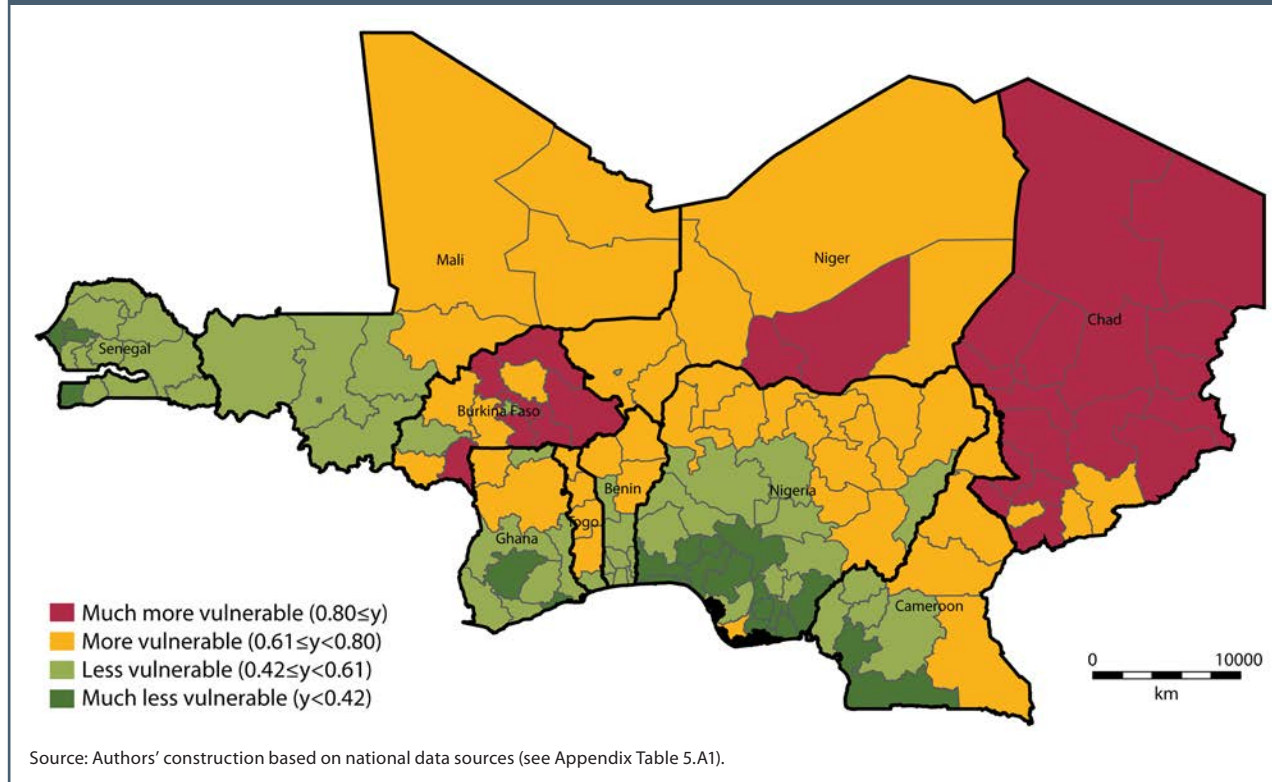 Mali
Niger
Chad
Senegal
Burkina Faso
Benin
Nigeria
Togo
Ghana
Cameroon
Much more vulnerable (0.80≤y)
More vulnerable (0.61≤y<0.80)
Less vulnerable (0.42≤y<0.61)
Much less vulnerable (y<0.42)
0 10000
km
Source: Authors’ construction based on national data sources (see Appendix Table 5.A1).